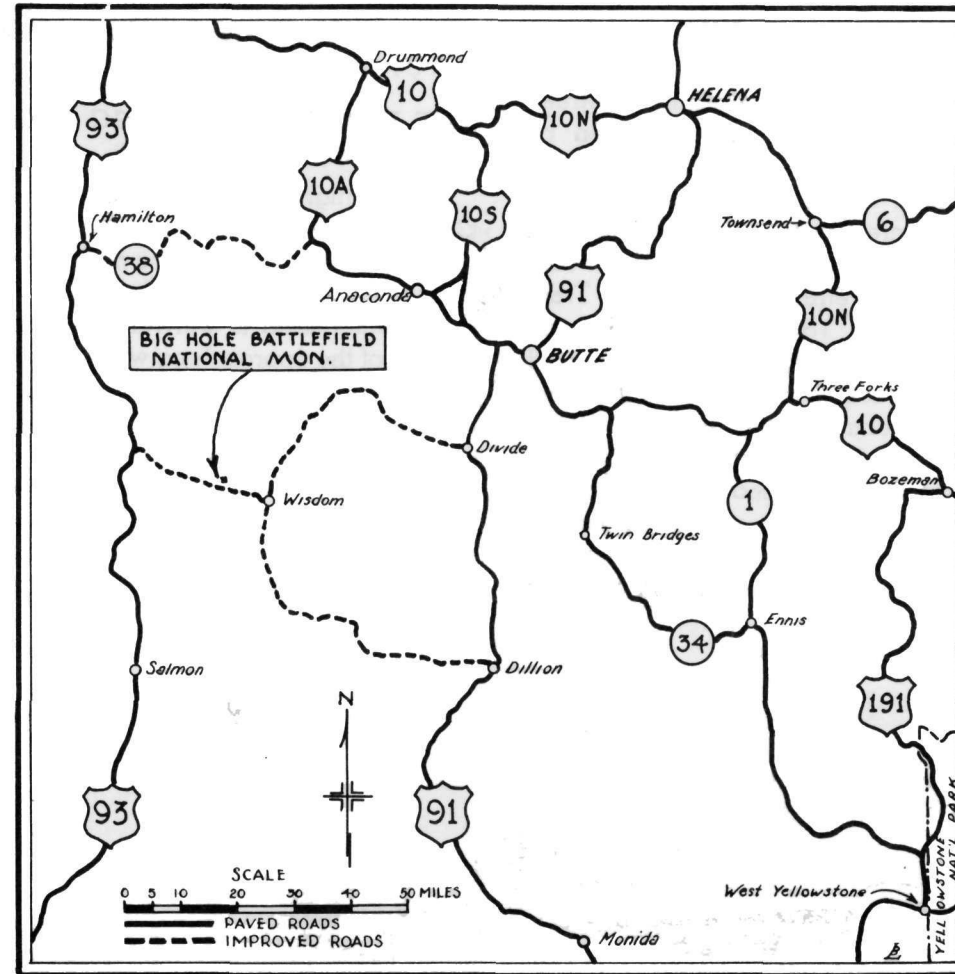 Drummond
10
HELENA
93
10N
10A
10S
Hamilton
Townsend
6
38
Anaconda
91
10N
BIG HOLE BATTLEFIELD
NATIONAL MON.
BUTTE
Three Forks
10
Divide
Bozeman
Wisdom
1
Twin Bridges
Ennis
34
Salmon
Dillion
191
N
93
91
YELLOWSTONE
NAT'L PARK
SCALE
0 5 10 20 30 40 50 MILES
West Yellowstone
PAVED ROADS
IMPROVED ROADS
Monida